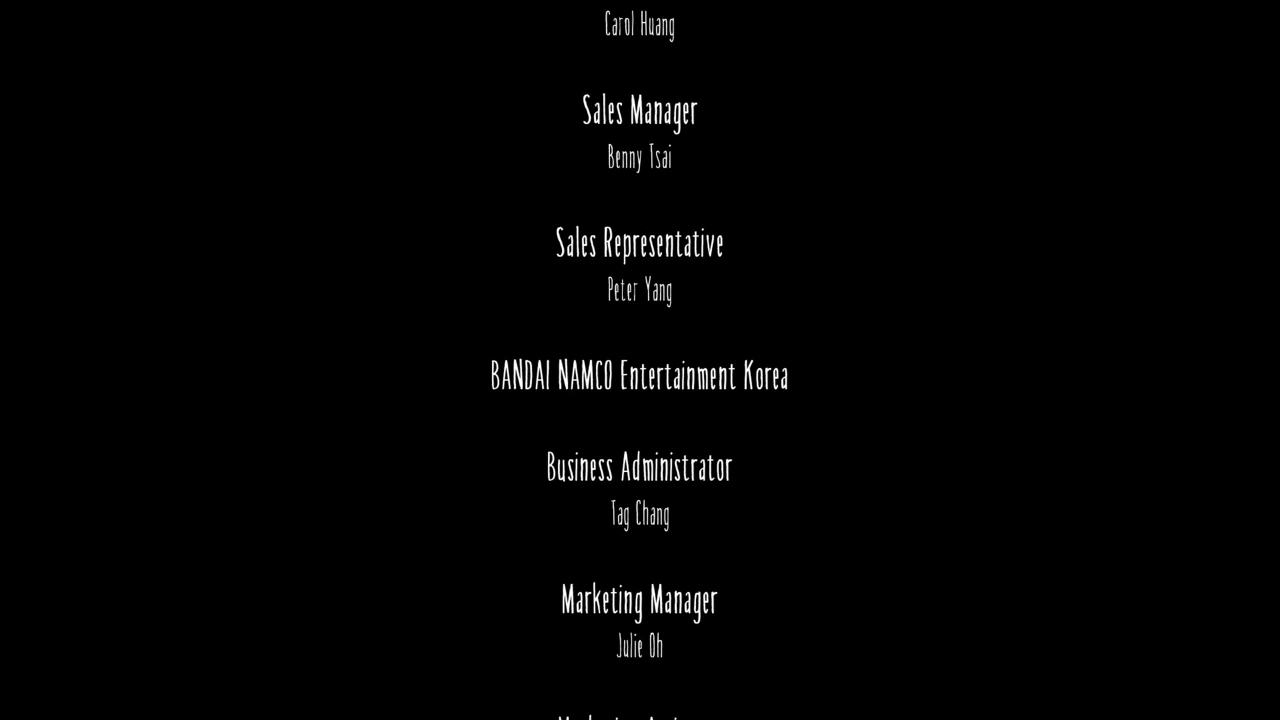 Carol Huang
Sales Manager
Benny Tsai
Sales Representative
Peter Yang
BANDAI NAMCO Entertainment Korea
Business Administrator
Tag Chang
Marketing Manager
Julie Oh